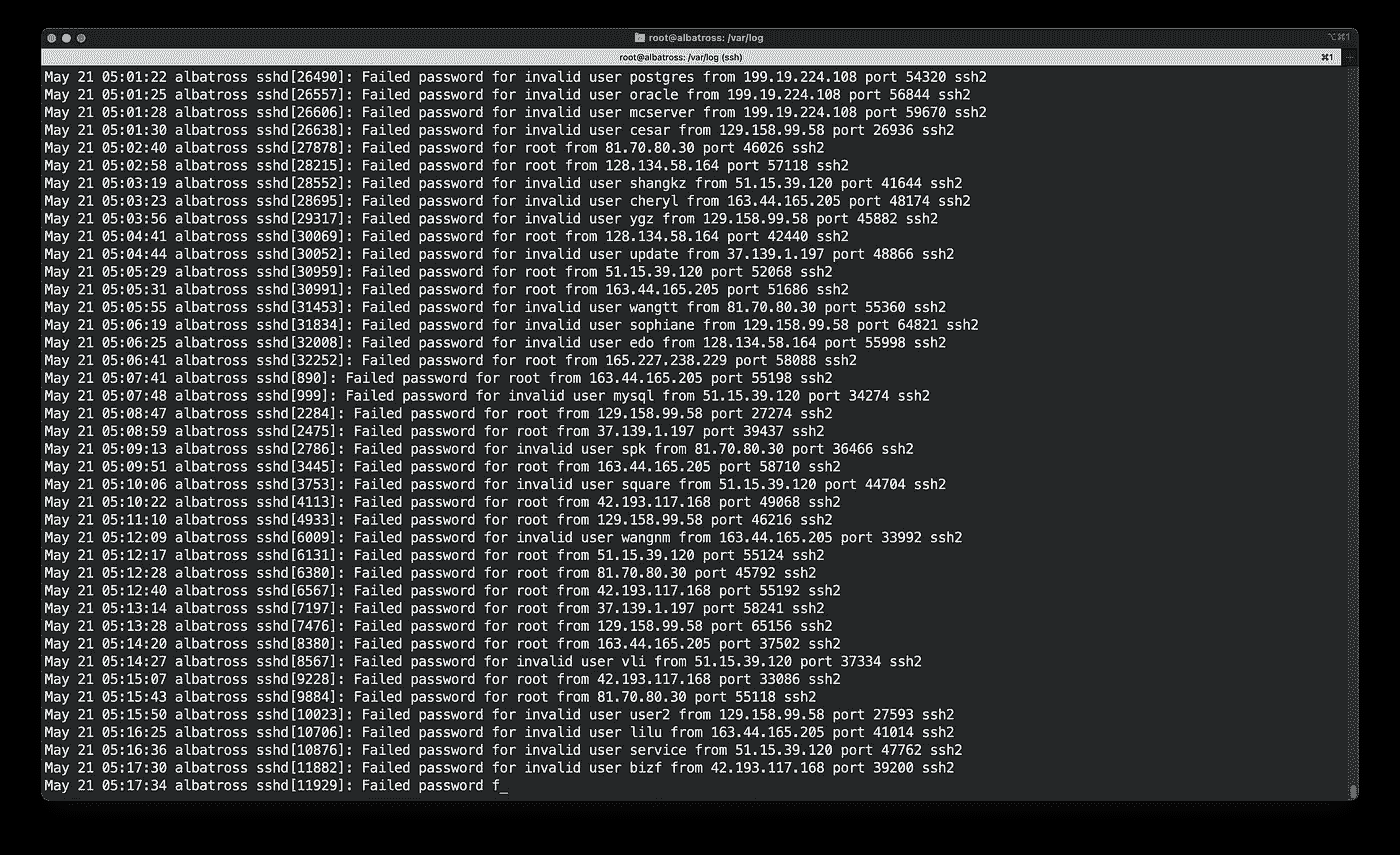 root@albatross: /var/log
⌥⌘1
root@albatross: /var/log (ssh)
⌘1
May 21 05:01:22 albatross sshd[26490]: Failed password for invalid user postgres from 199.19.224.108 port 54320 ssh2
May 21 05:01:25 albatross sshd[26557]: Failed password for invalid user oracle from 199.19.224.108 port 56844 ssh2
May 21 05:01:28 albatross sshd[26606]: Failed password for invalid user mcserver from 199.19.224.108 port 59670 ssh2
May 21 05:01:30 albatross sshd[26638]: Failed password for invalid user cesar from 129.158.99.58 port 26936 ssh2
May 21 05:02:40 albatross sshd[27878]: Failed password for root from 81.70.80.30 port 46026 ssh2
May 21 05:02:58 albatross sshd[28215]: Failed password for root from 128.134.58.164 port 57118 ssh2
May 21 05:03:19 albatross sshd[28552]: Failed password for invalid user shangkz from 51.15.39.120 port 41644 ssh2
May 21 05:03:23 albatross sshd[28695]: Failed password for invalid user cheryl from 163.44.165.205 port 48174 ssh2
May 21 05:03:56 albatross sshd[29317]: Failed password for invalid user ygz from 129.158.99.58 port 45882 ssh2
May 21 05:04:41 albatross sshd[30069]: Failed password for root from 128.134.58.164 port 42440 ssh2
May 21 05:04:44 albatross sshd[30052]: Failed password for invalid user update from 37.139.1.197 port 48866 ssh2
May 21 05:05:29 albatross sshd[30959]: Failed password for root from 51.15.39.120 port 52068 ssh2
May 21 05:05:31 albatross sshd[30991]: Failed password for root from 163.44.165.205 port 51686 ssh2
May 21 05:05:55 albatross sshd[31453]: Failed password for invalid user wangtt from 81.70.80.30 port 55360 ssh2
May 21 05:06:19 albatross sshd[31834]: Failed password for invalid user sophiane from 129.158.99.58 port 64821 ssh2
May 21 05:06:25 albatross sshd[32008]: Failed password for invalid user edo from 128.134.58.164 port 55998 ssh2
May 21 05:06:41 albatross sshd[32252]: Failed password for root from 165.227.238.229 port 58088 ssh2
May 21 05:07:41 albatross sshd[890]: Failed password for root from 163.44.165.205 port 55198 ssh2
May 21 05:07:48 albatross sshd[999]: Failed password for invalid user mysql from 51.15.39.120 port 34274 ssh2
May 21 05:08:47 albatross sshd[2284]: Failed password for root from 129.158.99.58 port 27274 ssh2
May 21 05:08:59 albatross sshd[2475]: Failed password for root from 37.139.1.197 port 39437 ssh2
May 21 05:09:13 albatross sshd[2786]: Failed password for invalid user spk from 81.70.80.30 port 36466 ssh2
May 21 05:09:51 albatross sshd[3445]: Failed password for root from 163.44.165.205 port 58710 ssh2
May 21 05:10:06 albatross sshd[3753]: Failed password for invalid user square from 51.15.39.120 port 44704 ssh2
May 21 05:10:22 albatross sshd[4113]: Failed password for root from 42.193.117.168 port 49068 ssh2
May 21 05:11:10 albatross sshd[4933]: Failed password for root from 129.158.99.58 port 46216 ssh2
May 21 05:12:09 albatross sshd[6009]: Failed password for invalid user wangnm from 163.44.165.205 port 33992 ssh2
May 21 05:12:17 albatross sshd[6131]: Failed password for root from 51.15.39.120 port 55124 ssh2
May 21 05:12:28 albatross sshd[6380]: Failed password for root from 81.70.80.30 port 45792 ssh2
May 21 05:12:40 albatross sshd[6567]: Failed password for root from 42.193.117.168 port 55192 ssh2
May 21 05:13:14 albatross sshd[7197]: Failed password for root from 37.139.1.197 port 58241 ssh2
May 21 05:13:28 albatross sshd[7476]: Failed password for root from 129.158.99.58 port 65156 ssh2
May 21 05:14:20 albatross sshd[8380]: Failed password for root from 163.44.165.205 port 37502 ssh2
May 21 05:14:27 albatross sshd[8567]: Failed password for invalid user vli from 51.15.39.120 port 37334 ssh2
May 21 05:15:07 albatross sshd[9228]: Failed password for root from 42.193.117.168 port 33086 ssh2
May 21 05:15:43 albatross sshd[9884]: Failed password for root from 81.70.80.30 port 55118 ssh2
May 21 05:15:50 albatross sshd[10023]: Failed password for invalid user user2 from 129.158.99.58 port 27593 ssh2
May 21 05:16:25 albatross sshd[10706]: Failed password for invalid user lilu from 163.44.165.205 port 41014 ssh2
May 21 05:16:36 albatross sshd[10876]: Failed password for invalid user service from 51.15.39.120 port 47762 ssh2
May 21 05:17:30 albatross sshd[11882]: Failed password for invalid user bizf from 42.193.117.168 port 39200 ssh2
May 21 05:17:34 albatross sshd[11929]: Failed password f_